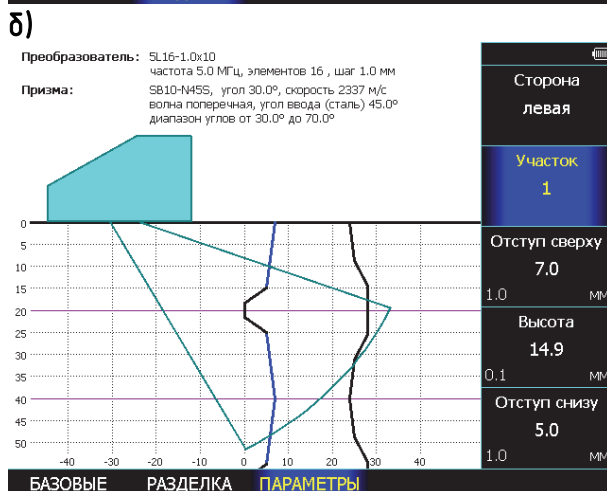 б)
Преобразователь: 5L16-1.0x10
частота 5.0 МГц, элементов 16 , шаг 1.0 мм
Призма: SB10-N45S, угол 30.0°, скорость 2337 м/с
волна поперечная, угол ввода (сталь) 45.0°
диапазон углов от 30.0° до 70.0°
0
5
10
15
20
25
30
35
40
45
50
-40 -30 -20 -10 0 10 20 30 40
Сторона
левая
Участок
1
Отступ сверху
7.0
1.0 мм
Высота
14.9
0.1 мм
Отступ снизу
5.0
1.0 мм
БАЗОВЫЕ РАЗДЕЛКА ПАРАМЕТРЫ